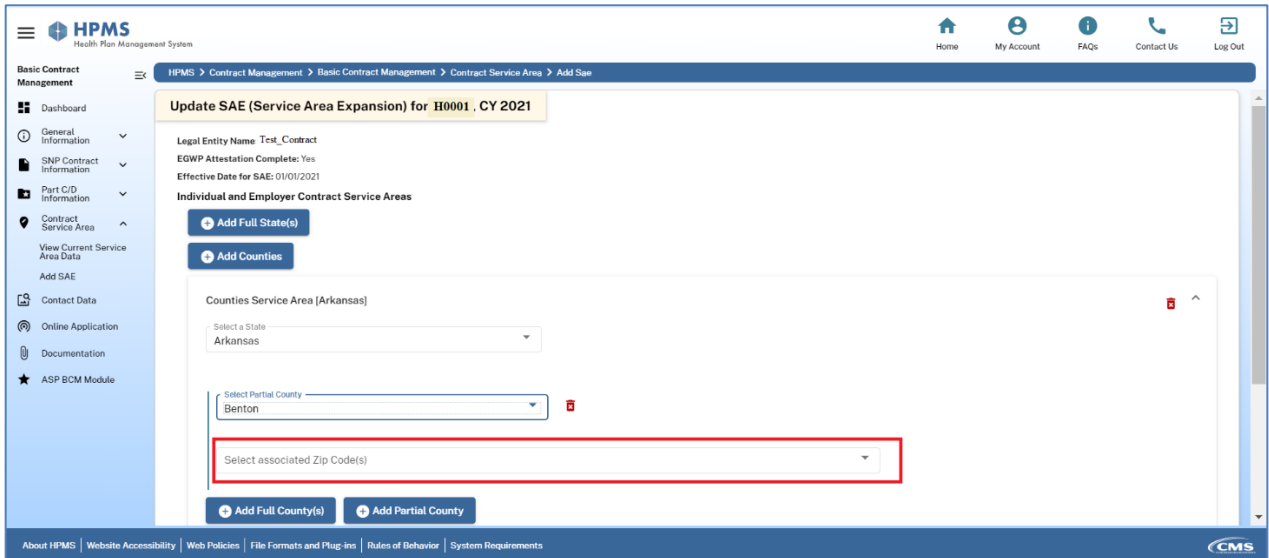 HPMS
Health Plan Management System
Home
My Account
FAQs
Contact Us
Log Out
Basic Contract
Management
HPMS > Contract Management > Basic Contract Management > Contract Service Area > Add Sae
Dashboard
General
Information
SNP Contract
Information
Part C/D
Information
Contract
Service Area
View Current Service
Area Data
Add SAE
Contact Data
Online Application
Documentation
ASP BCM Module
Update SAE (Service Area Expansion) for H0001 , CY 2021
Legal Entity Name Test_Contract
EGWP Attestation Complete: Yes
Effective Date for SAE: 01/01/2021
Individual and Employer Contract Service Areas
Add Full State(s)
Add Counties
Counties Service Area [Arkansas]
Select a State
Arkansas
Select Partial County
Benton
Select associated Zip Code(s)
Add Full County(s)
Add Partial County
About HPMS | Website Accessibility | Web Policies | File Formats and Plug-ins | Rules of Behavior | System Requirements
CMS